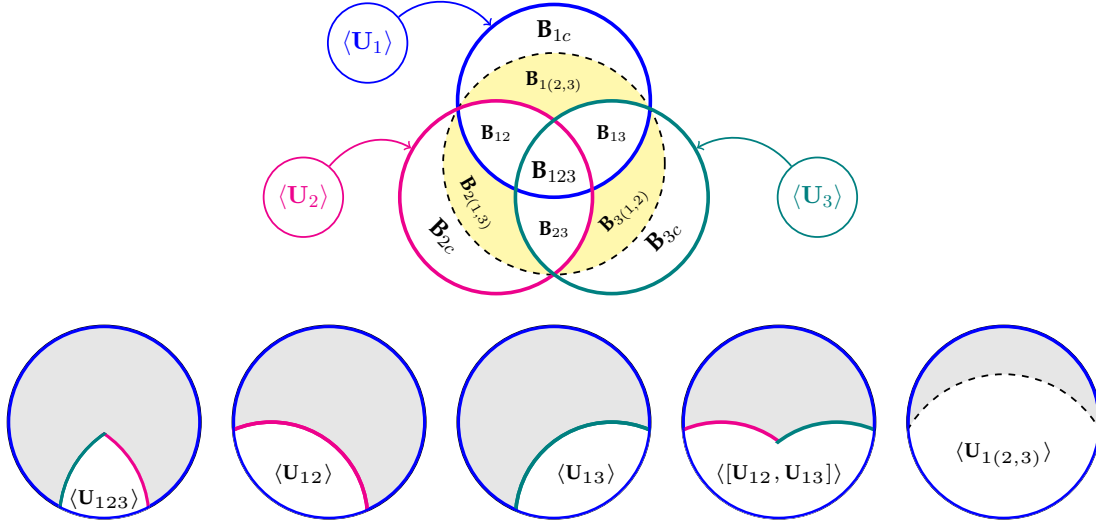 ⟨U₁⟩
B₁c
B₁₍₂,₃₎
B₁₂
B₁₃
B₁₂₃
⟨U₂⟩
⟨U₃⟩
B₂₍₁,₃₎
B₃₍₁,₂₎
B₂₃
B₂c
B₃c
⟨U₁₂₃⟩
⟨U₁₂⟩
⟨U₁₃⟩
⟨[U₁₂, U₁₃]⟩
⟨U₁₍₂,₃₎⟩